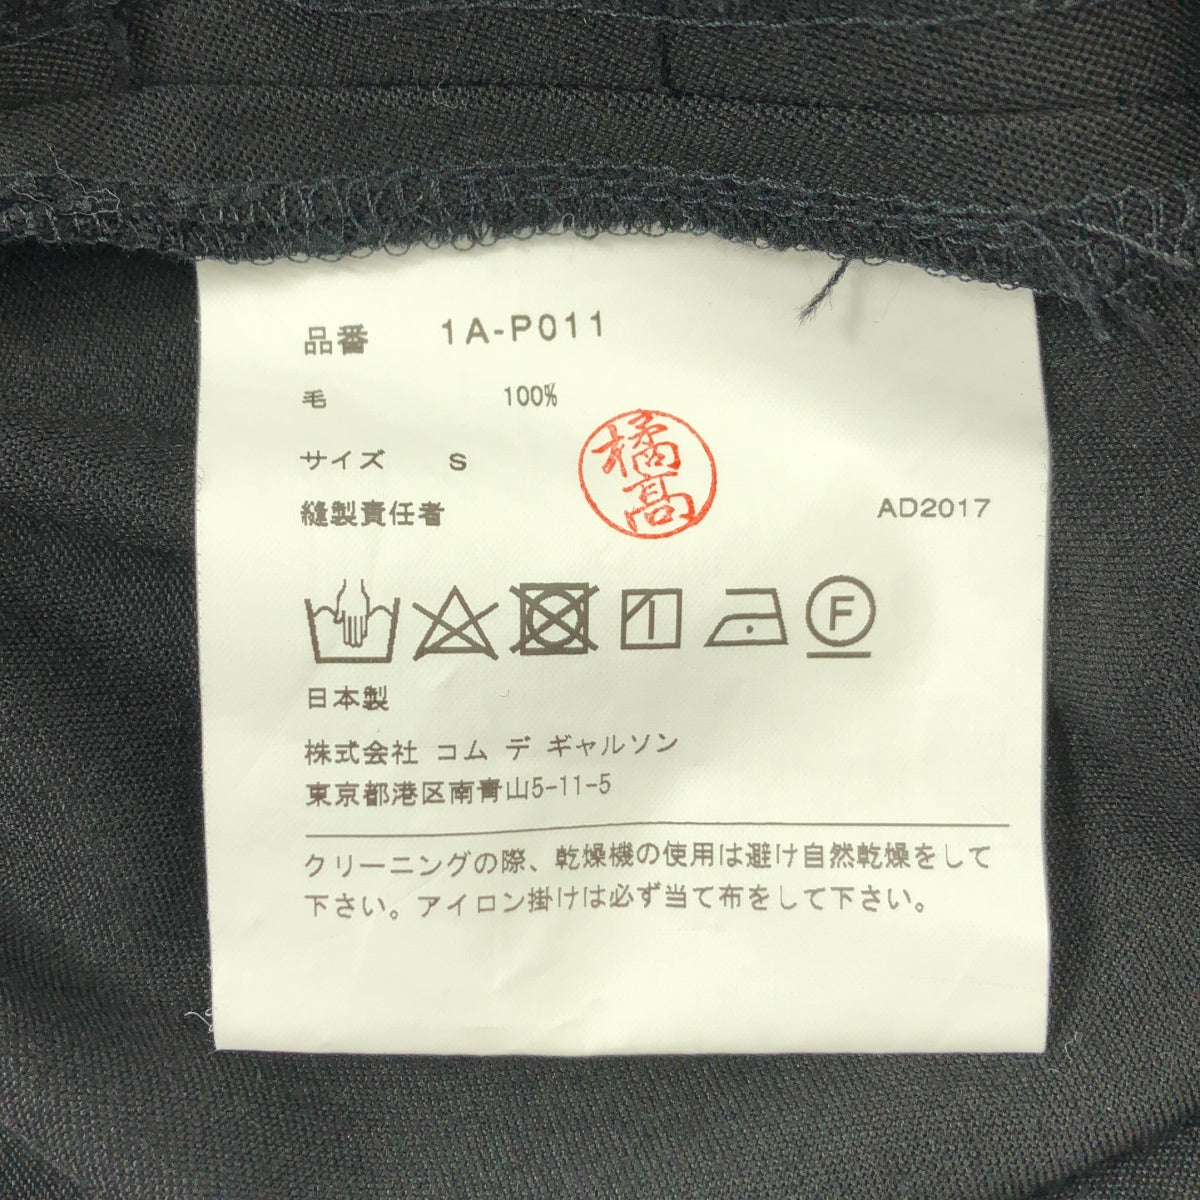 品番 1A-P011
毛 100%
サイズ S
縫製責任者 橘高 AD2017
F
日本製
株式会社 コム デ ギャルソン
東京都港区南青山5-11-5
クリーニングの際、乾燥機の使用は避け自然乾燥をして
下さい。アイロン掛けは必ず当て布をして下さい。